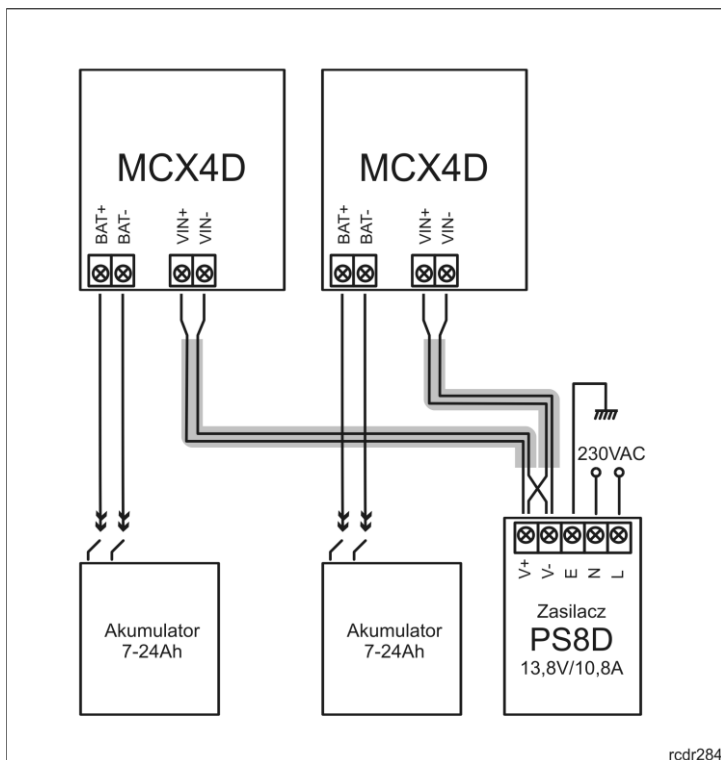 MCX4D
BAT+
BAT-
VIN+
VIN-
MCX4D
BAT+
BAT-
VIN+
VIN-
230VAC
V+
V-
E
N
L
Akumulator
7-24Ah
Akumulator
7-24Ah
Zasilacz
PS8D
13,8V/10,8A
rcdr284